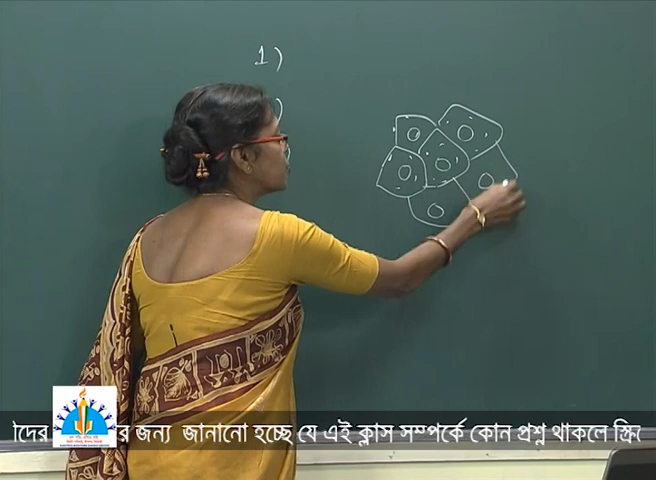 1)
)
দের র জন্য জানানো হচ্ছে যে এই ক্লাস সম্পর্কে কোন প্রশ্ন থাকলে স্ক্রি